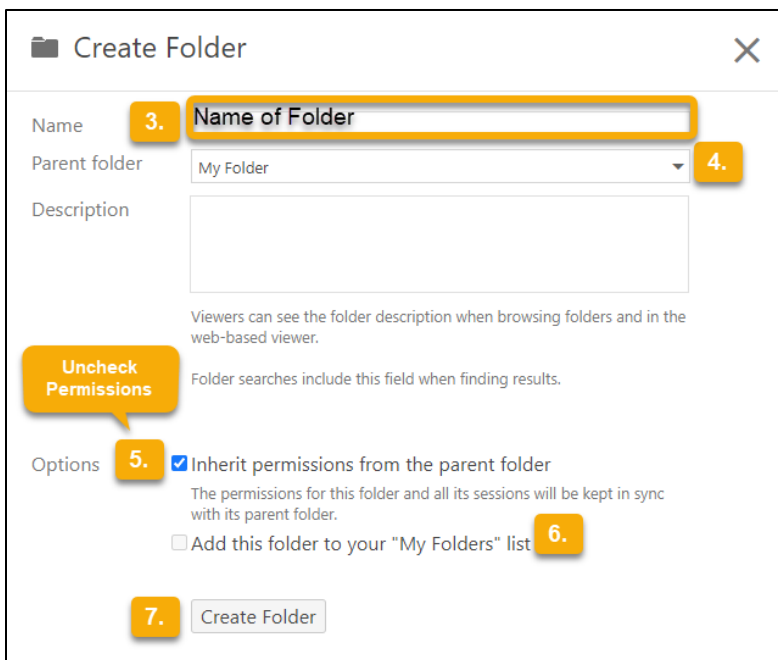 Create Folder
Name 3. Name of Folder
Parent folder My Folder 4.
Description
Viewers can see the folder description when browsing folders and in the
web-based viewer.
Uncheck
Permissions
Folder searches include this field when finding results.
Options 5. Inherit permissions from the parent folder
The permissions for this folder and all its sessions will be kept in sync
with its parent folder.
Add this folder to your "My Folders" list 6.
7. Create Folder